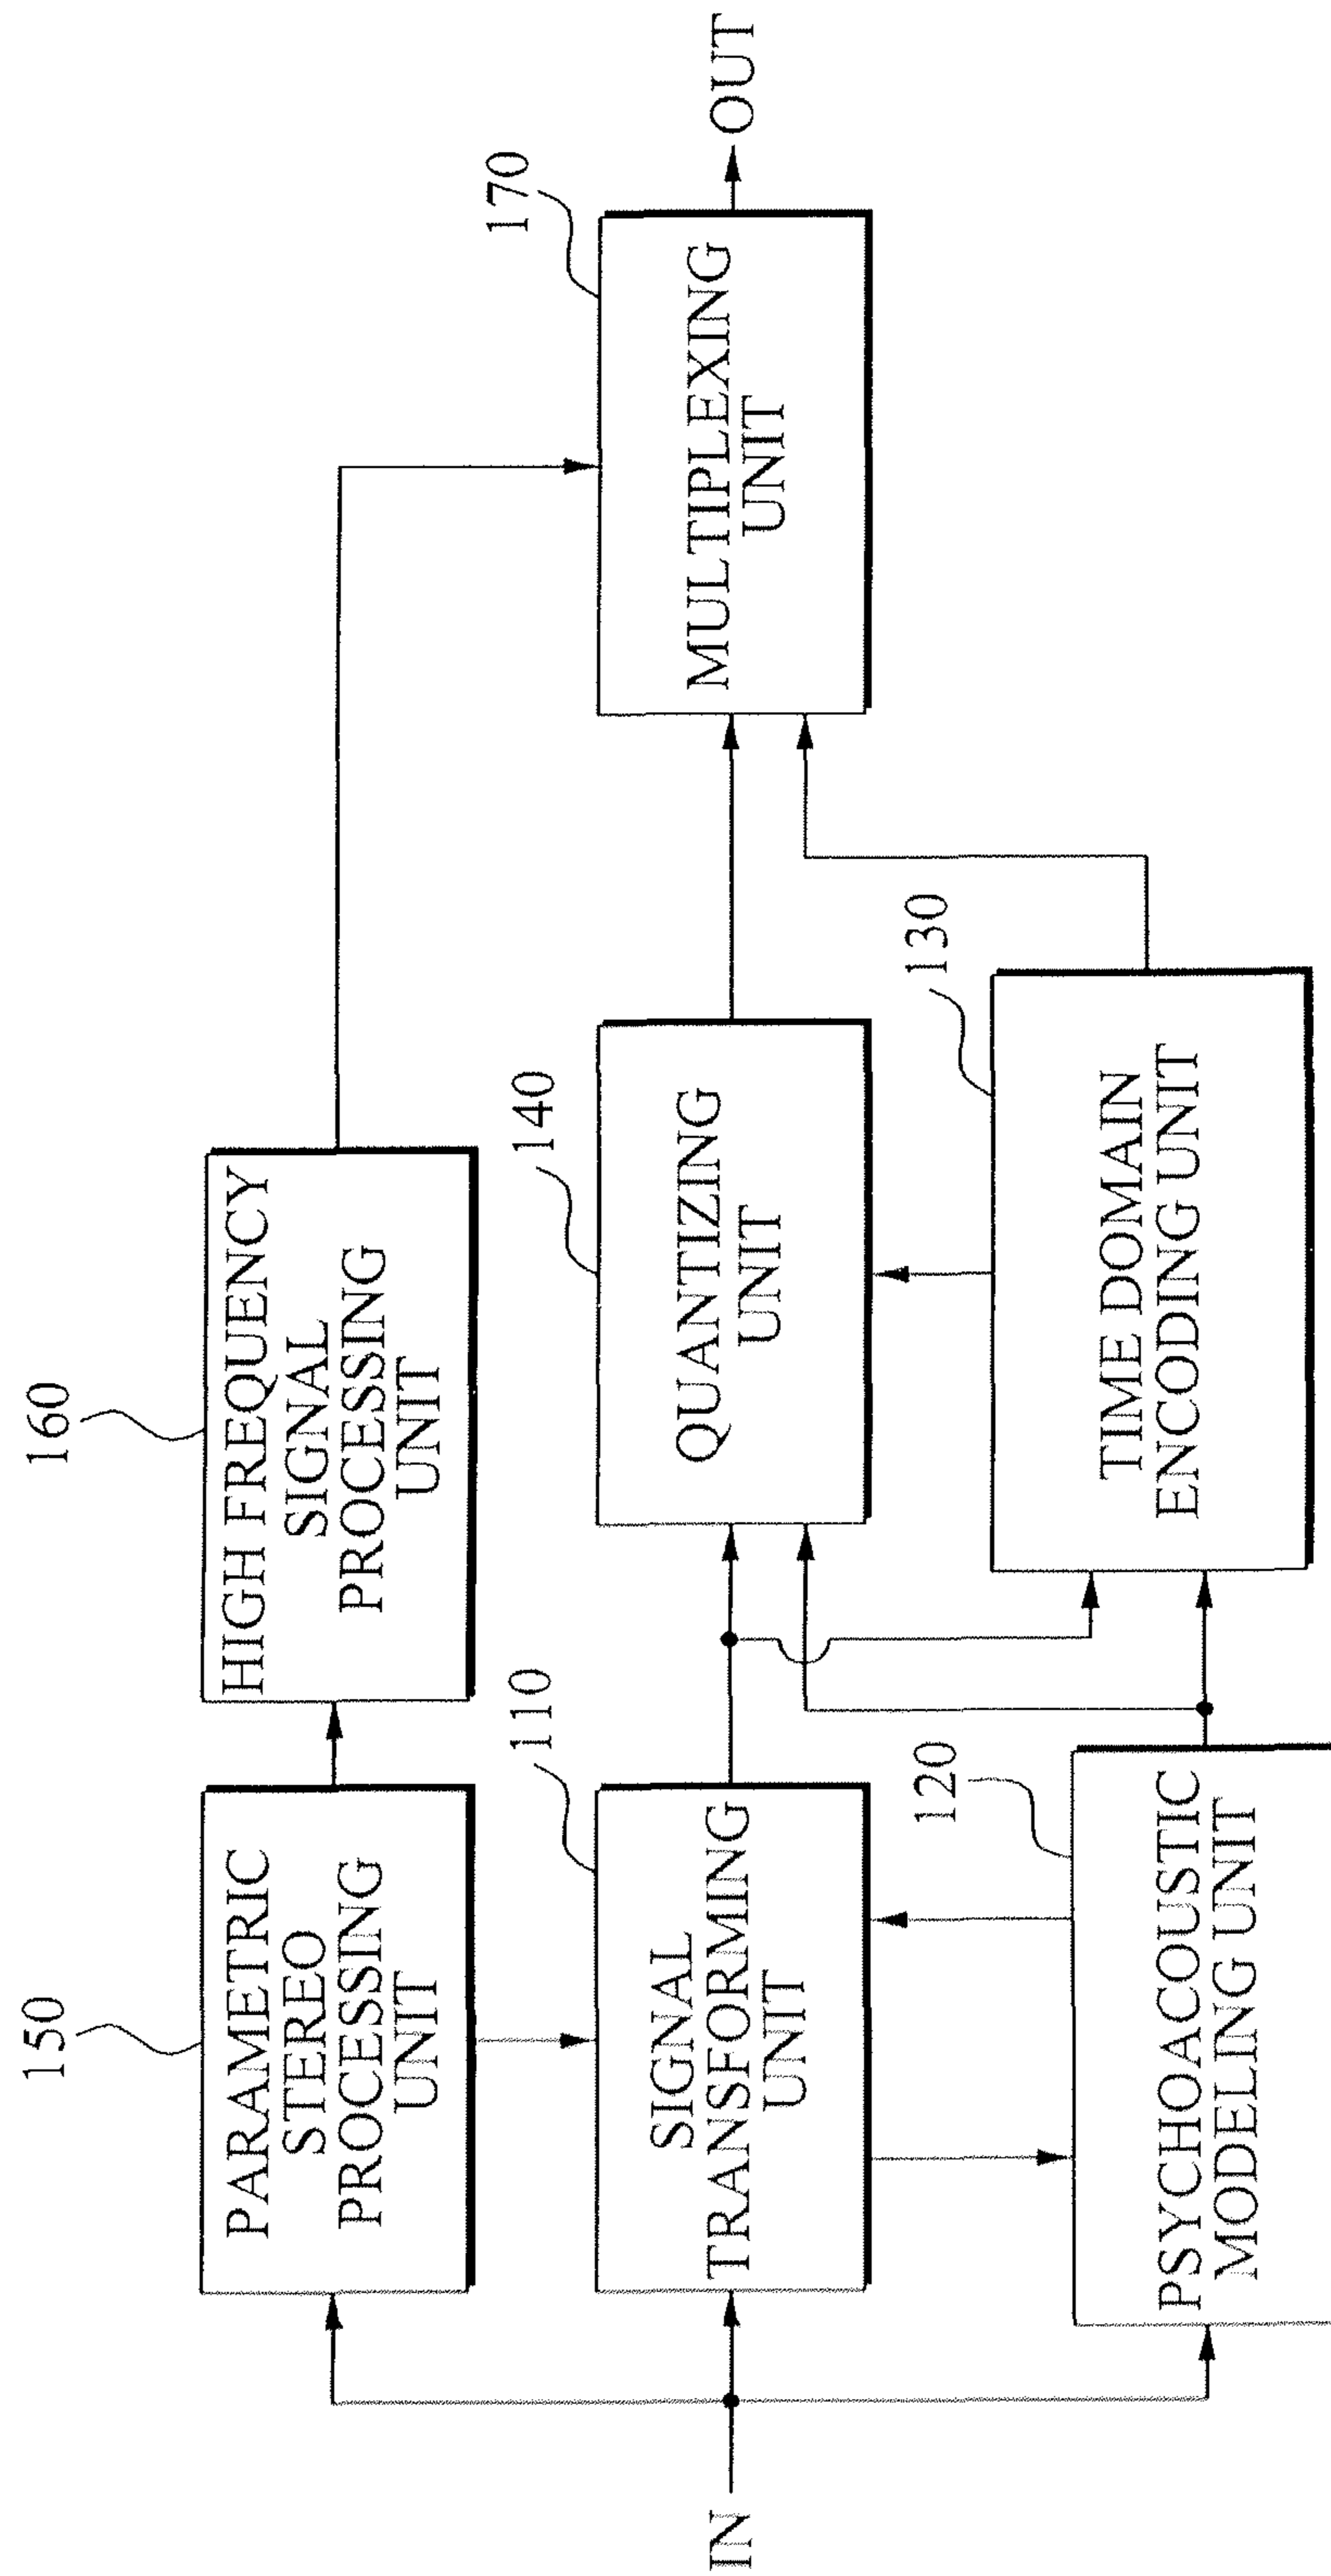 160
150
HIGH FREQUENCY
SIGNAL
PROCESSING
UNIT
PARAMETRIC
STEREO
PROCESSING
UNIT
170
140
110
OUT
MULTIPLEXING
UNIT
QUANTIZING
UNIT
SIGNAL
TRANSFORMING
UNIT
IN
130
120
TIME DOMAIN
ENCODING UNIT
PSYCHOACOUSTIC
MODELING UNIT